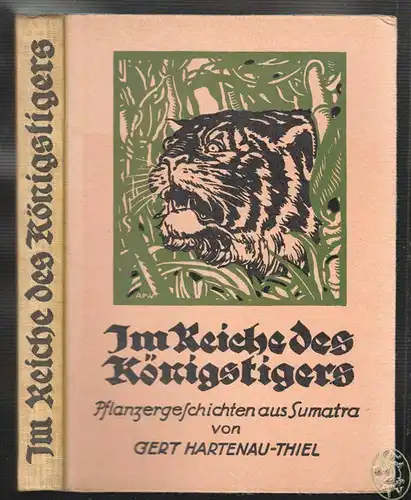 Im Reiche des Königstigers
Im Reiche des
Königstigers
Pflanzergeſchichten aus Sumatra
von
GERT HARTENAU-THIEL